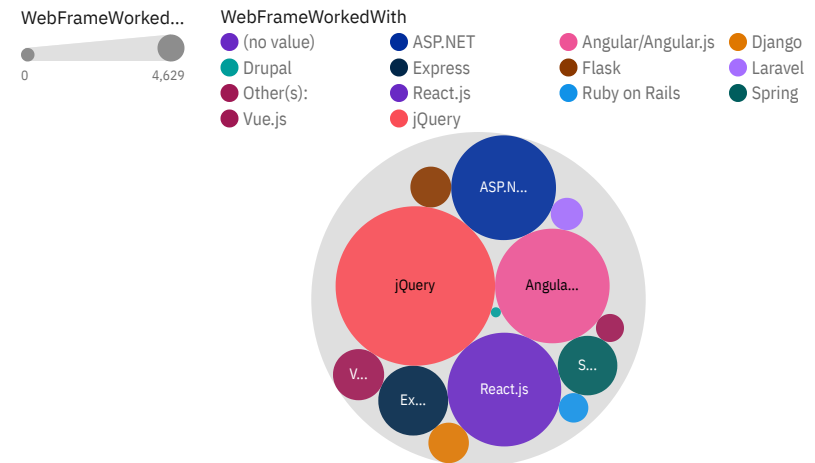 WebFrameWorked...
0 4,629
WebFrameWorkedWith
(no value) ASP.NET Angular/Angular.js Django
Drupal Express Flask Laravel
Other(s): React.js Ruby on Rails Spring
Vue.js jQuery
ASP.N...
jQuery Angula...
S...
V...
React.js
Ex...